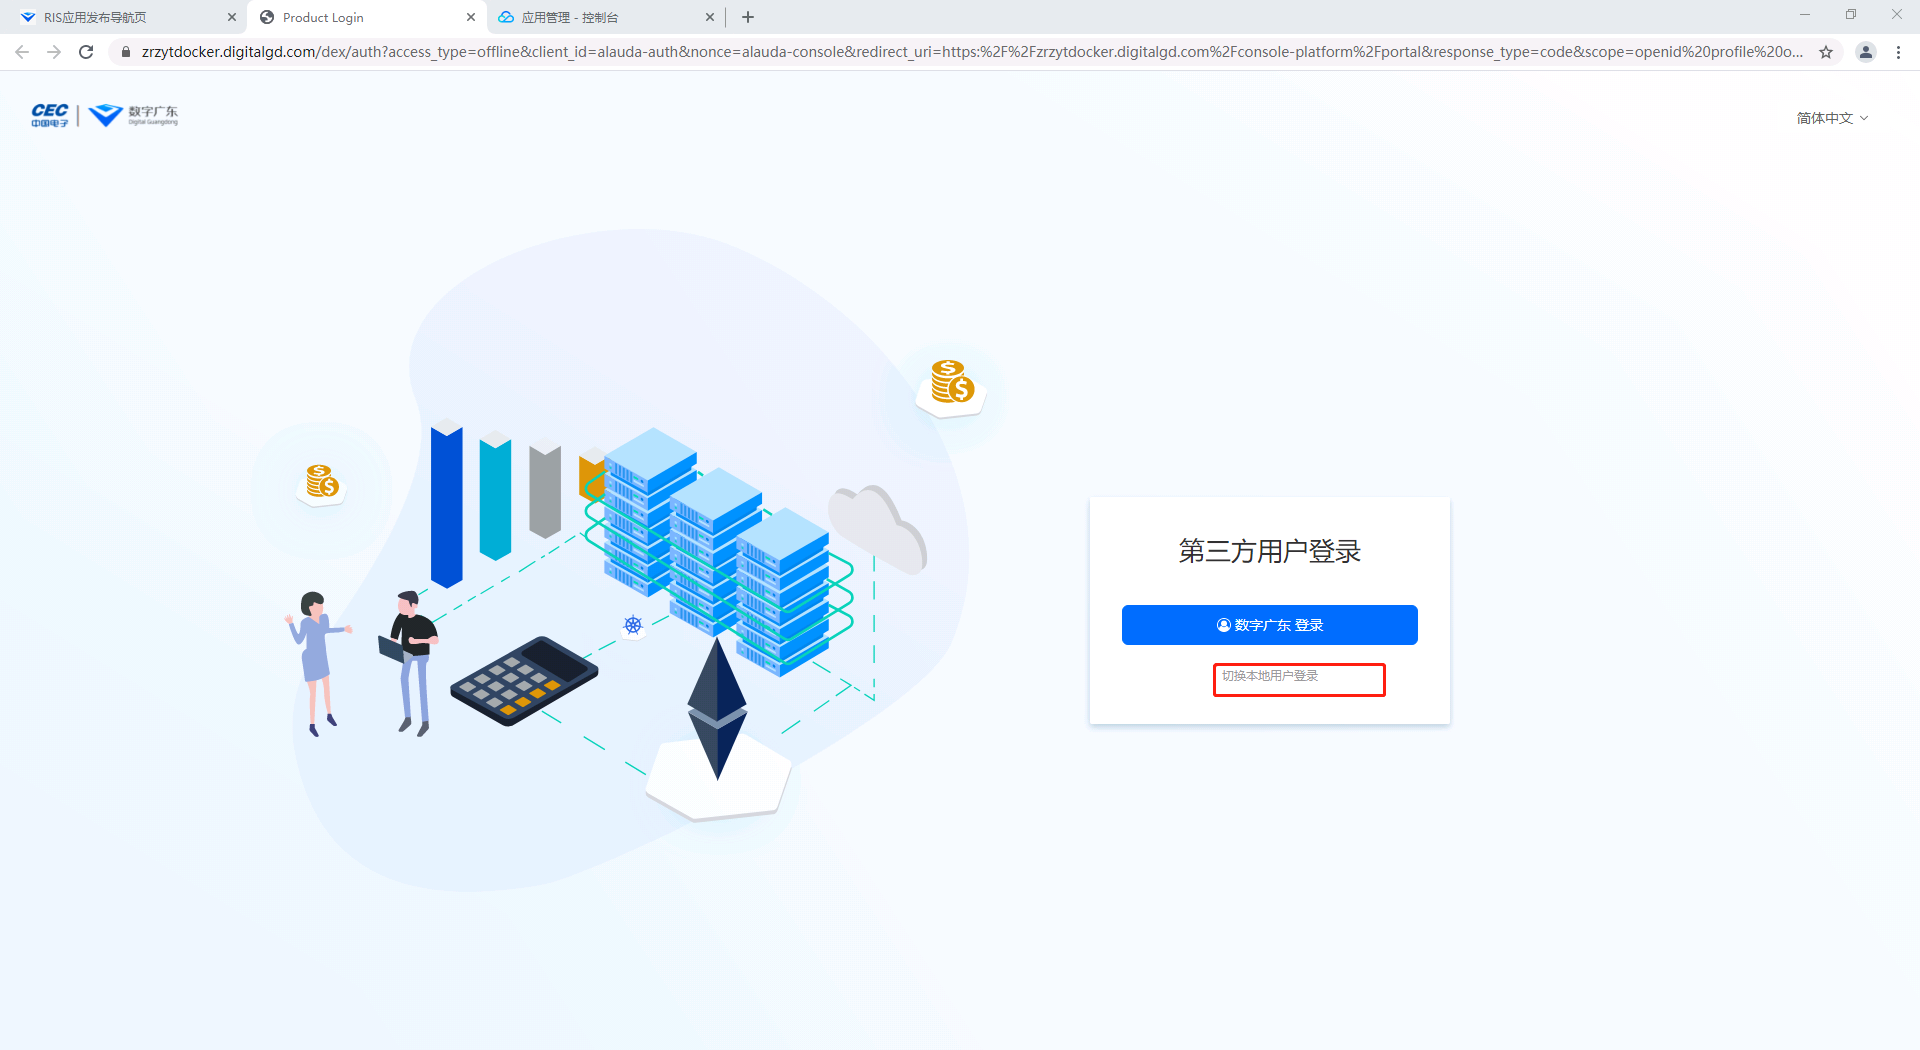 RIS应用发布导航页
Product Login
应用管理 - 控制台
zrzytdocker.digitalgd.com/dex/auth?access_type=offline&client_id=alauda-auth&nonce=alauda-console&redirect_uri=https:%2F%2Fzrzytdocker.digitalgd.com%2Fconsole-platform%2Fportal&response_type=code&scope=openid%20profile%20o...
CEC
中国电子
数字广东
Digital Guangdong
简体中文
第三方用户登录
数字广东 登录
切换本地用户登录